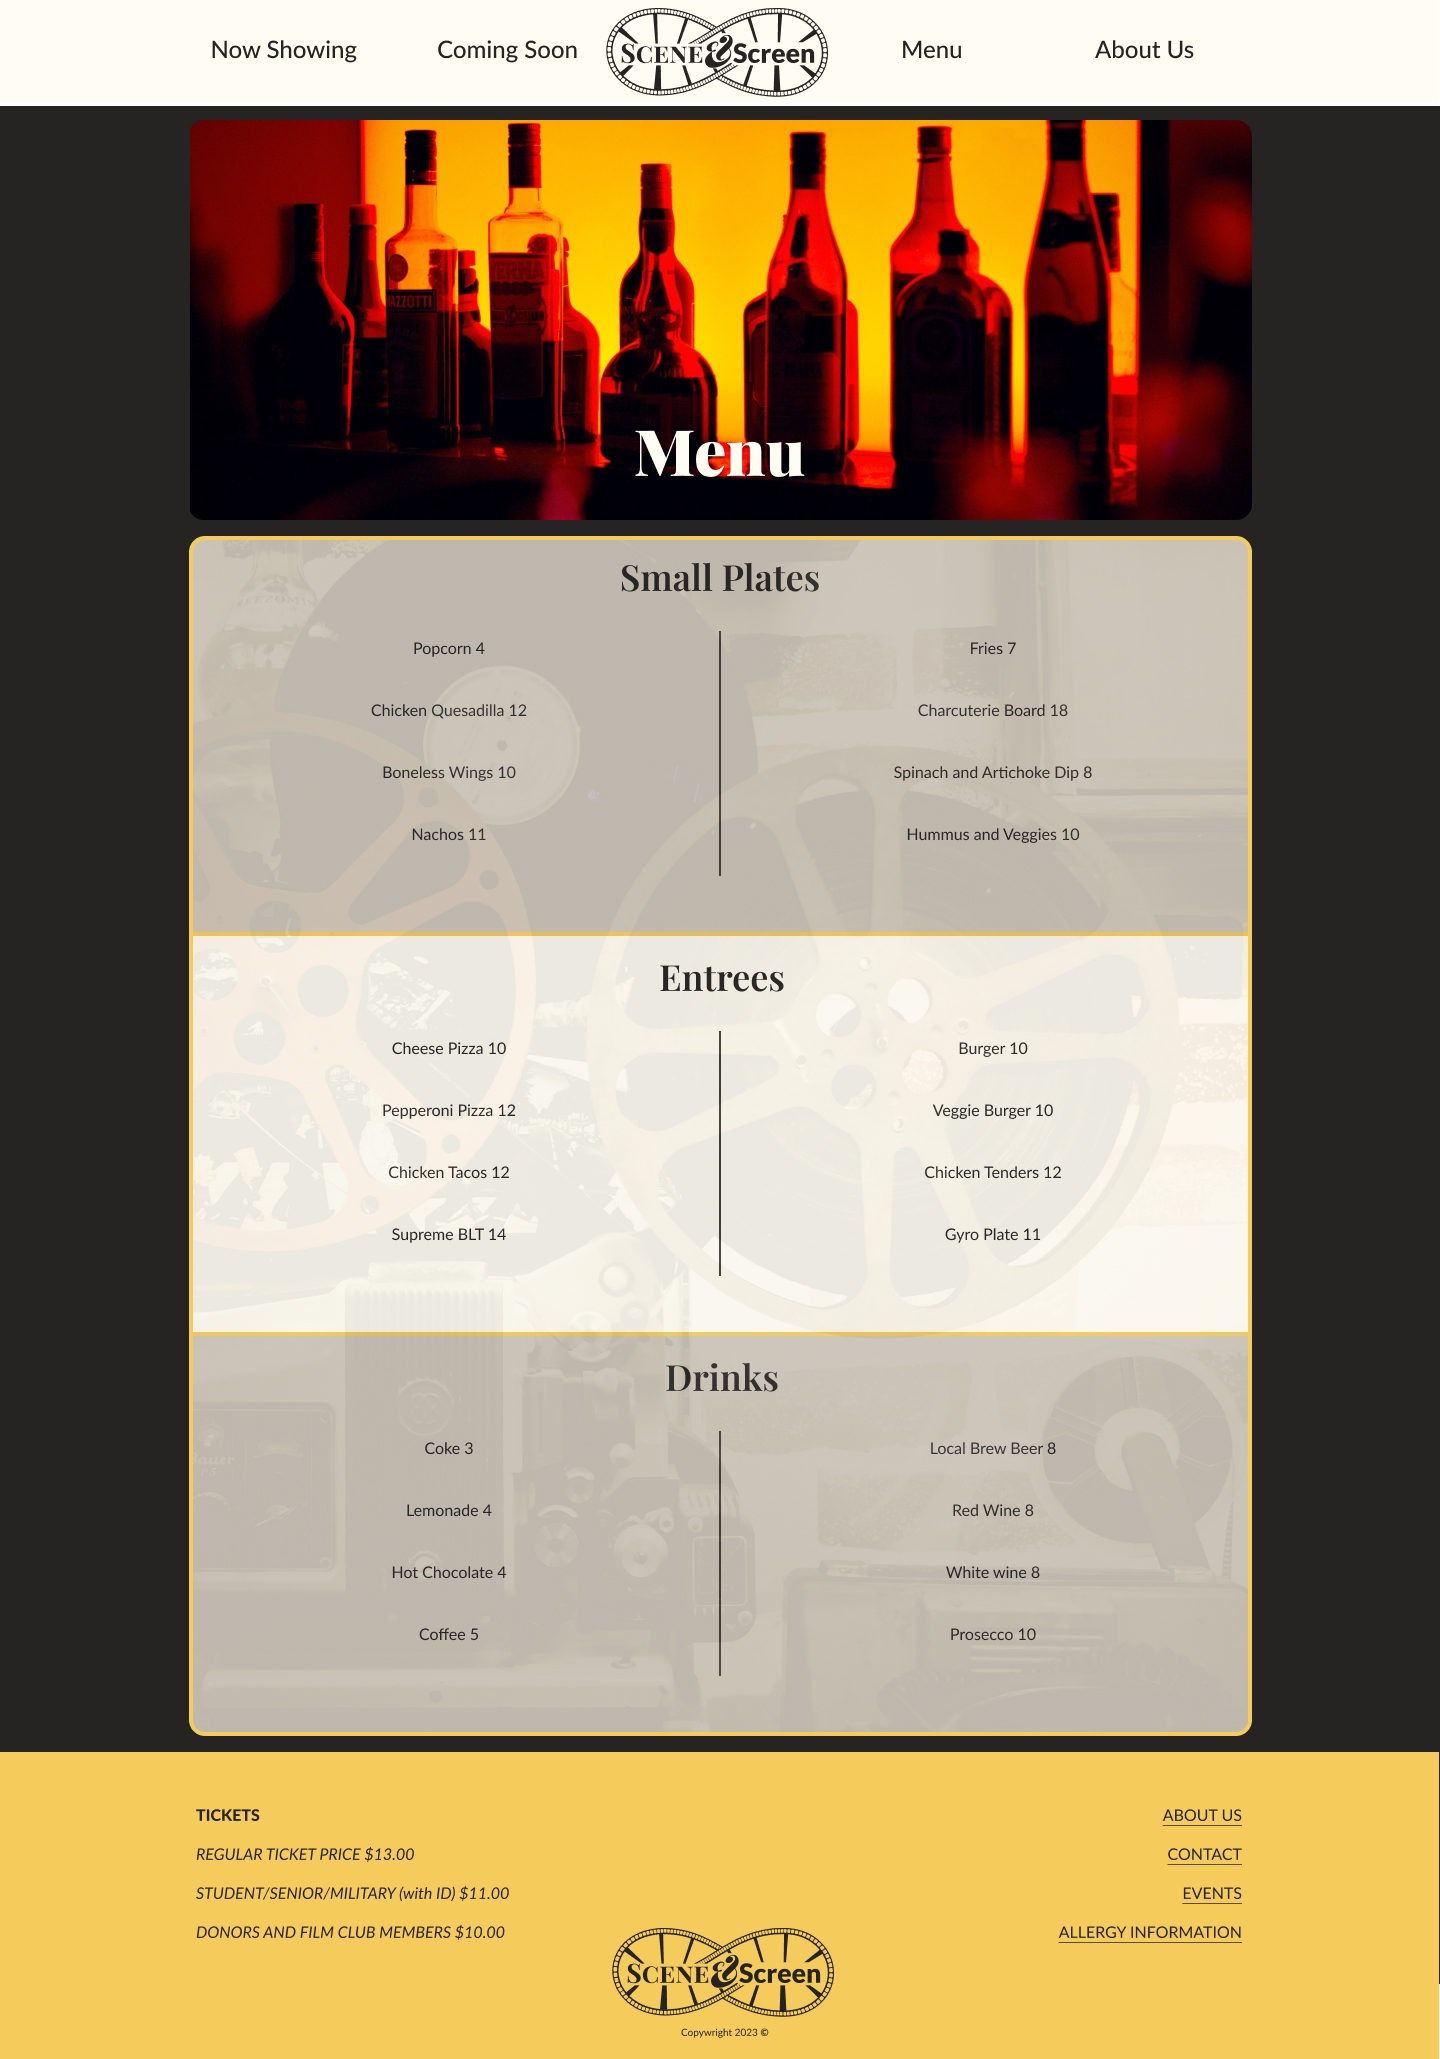 Now Showing
Coming Soon
SCENE&Screen
Menu
About Us
MAZZOTTI
Menu
Small Plates
Popcorn 4
Chicken Quesadilla 12
Boneless Wings 10
Nachos 11
Fries 7
Charcuterie Board 18
Spinach and Artichoke Dip 8
Hummus and Veggies 10
Entrees
Cheese Pizza 10
Pepperoni Pizza 12
Chicken Tacos 12
Supreme BLT 14
Burger 10
Veggie Burger 10
Chicken Tenders 12
Gyro Plate 11
Drinks
Coke 3
Lemonade 4
Hot Chocolate 4
Coffee 5
Local Brew Beer 8
Red Wine 8
White wine 8
Prosecco 10
TICKETS
REGULAR TICKET PRICE $13.00
STUDENT/SENIOR/MILITARY (with ID) $11.00
DONORS AND FILM CLUB MEMBERS $10.00
ABOUT US
CONTACT
EVENTS
ALLERGY INFORMATION
SCENE&Screen
Copywright 2023 ©